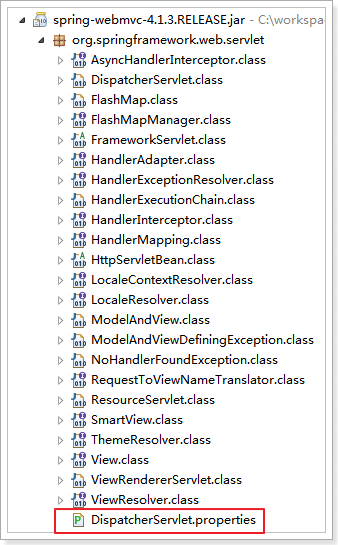 spring-webmvc-4.1.3.RELEASE.jar - C:\workspa
org.springframework.web.servlet
AsyncHandlerInterceptor.class
DispatcherServlet.class
FlashMap.class
FlashMapManager.class
FrameworkServlet.class
HandlerAdapter.class
HandlerExceptionResolver.class
HandlerExecutionChain.class
HandlerInterceptor.class
HandlerMapping.class
HttpServletBean.class
LocaleContextResolver.class
LocaleResolver.class
ModelAndView.class
ModelAndViewDefiningException.class
NoHandlerFoundException.class
RequestToViewNameTranslator.class
ResourceServlet.class
SmartView.class
ThemeResolver.class
View.class
ViewRendererServlet.class
ViewResolver.class
DispatcherServlet.properties